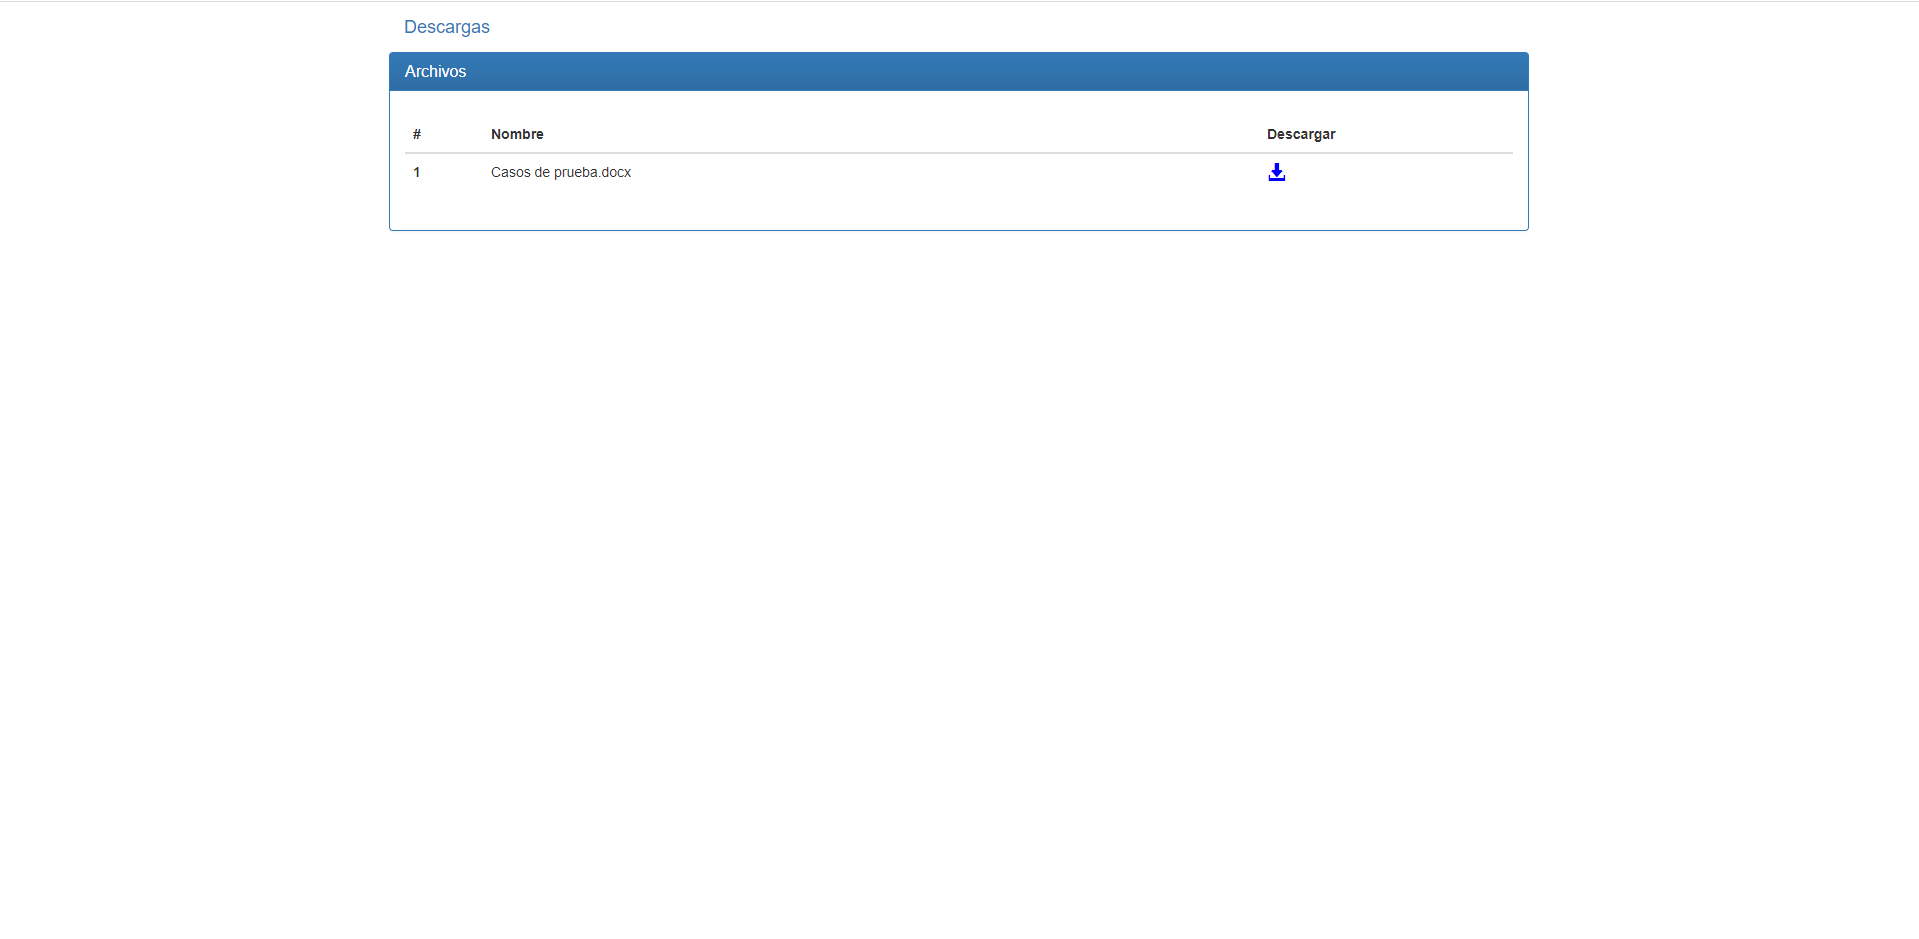 Descargas
Archivos
# Nombre Descargar
1 Casos de prueba.docx